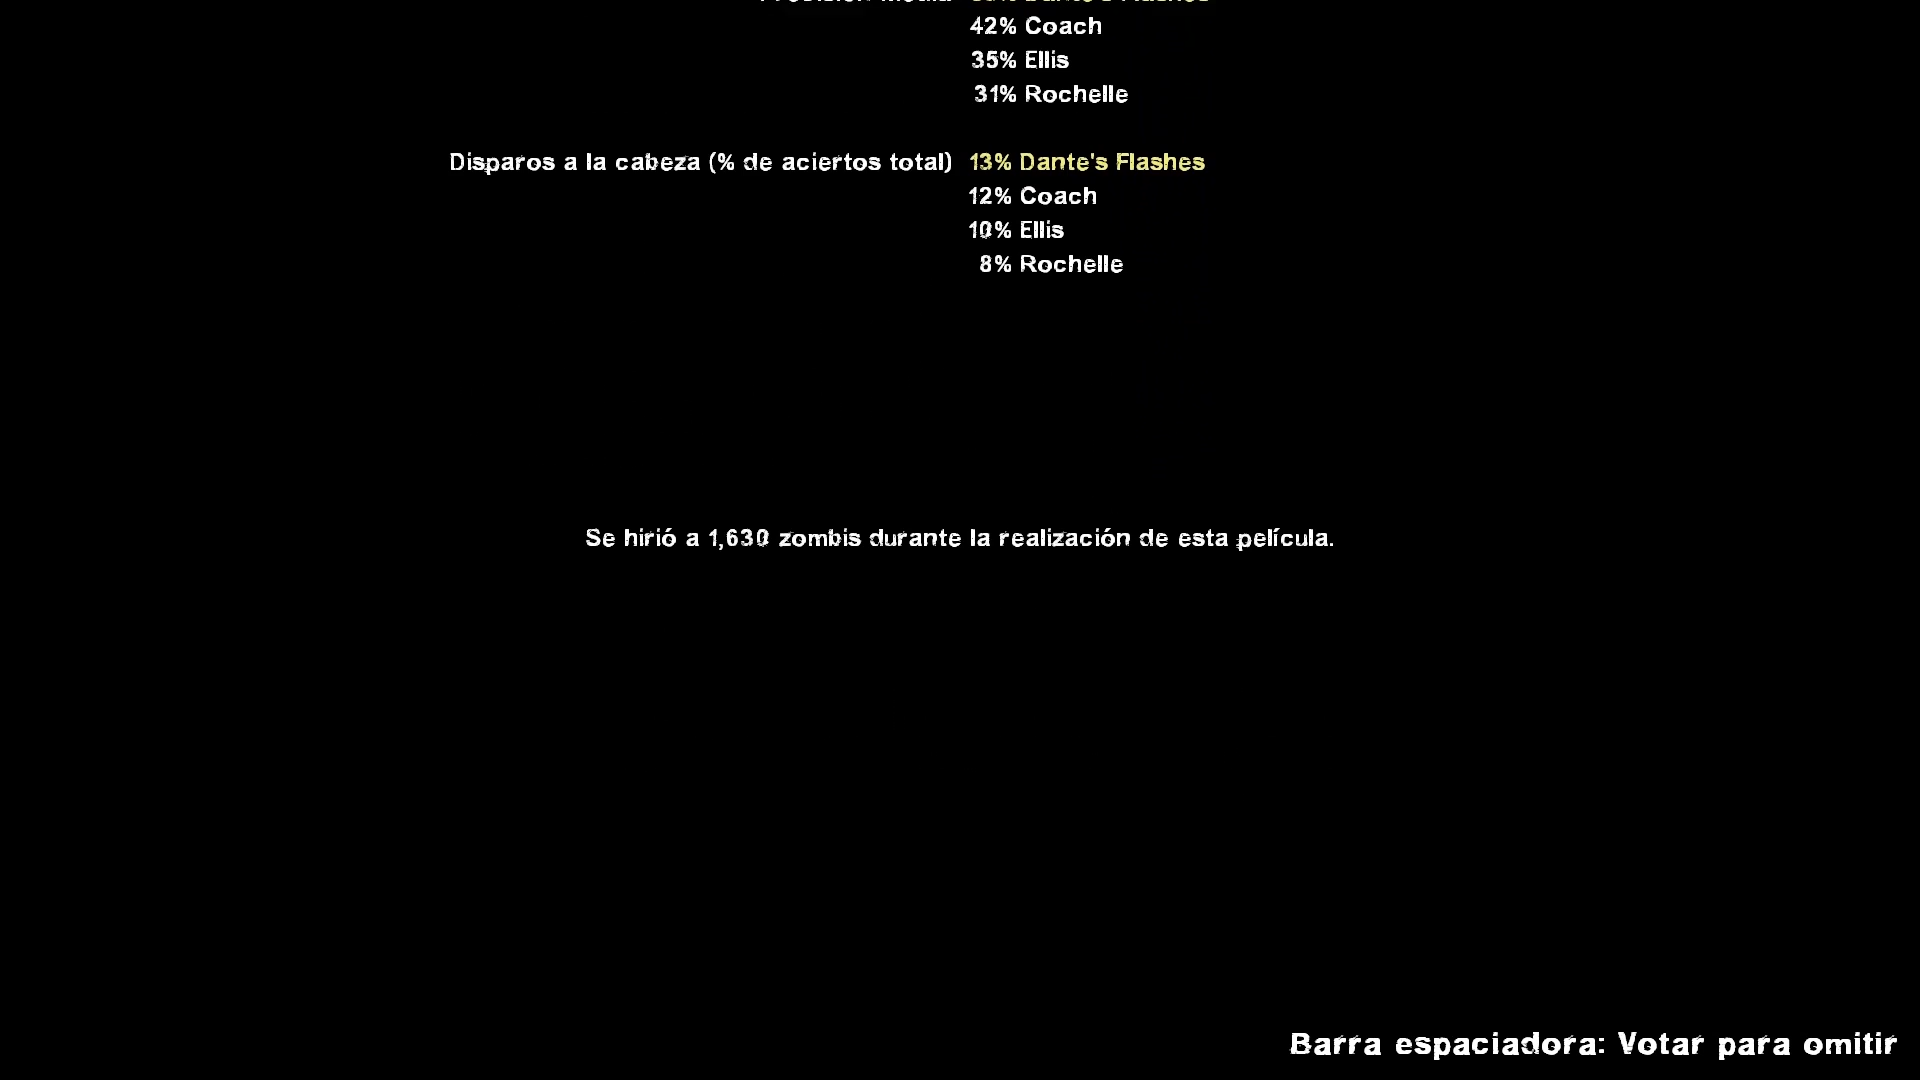 42% Coach
35% Ellis
31% Rochelle
Disparos a la cabeza (% de aciertos total) 13% Dante's Flashes
12% Coach
10% Ellis
8% Rochelle
Se hirió a 1,630 zombis durante la realización de esta película.
Barra espaciadora: Votar para omitir